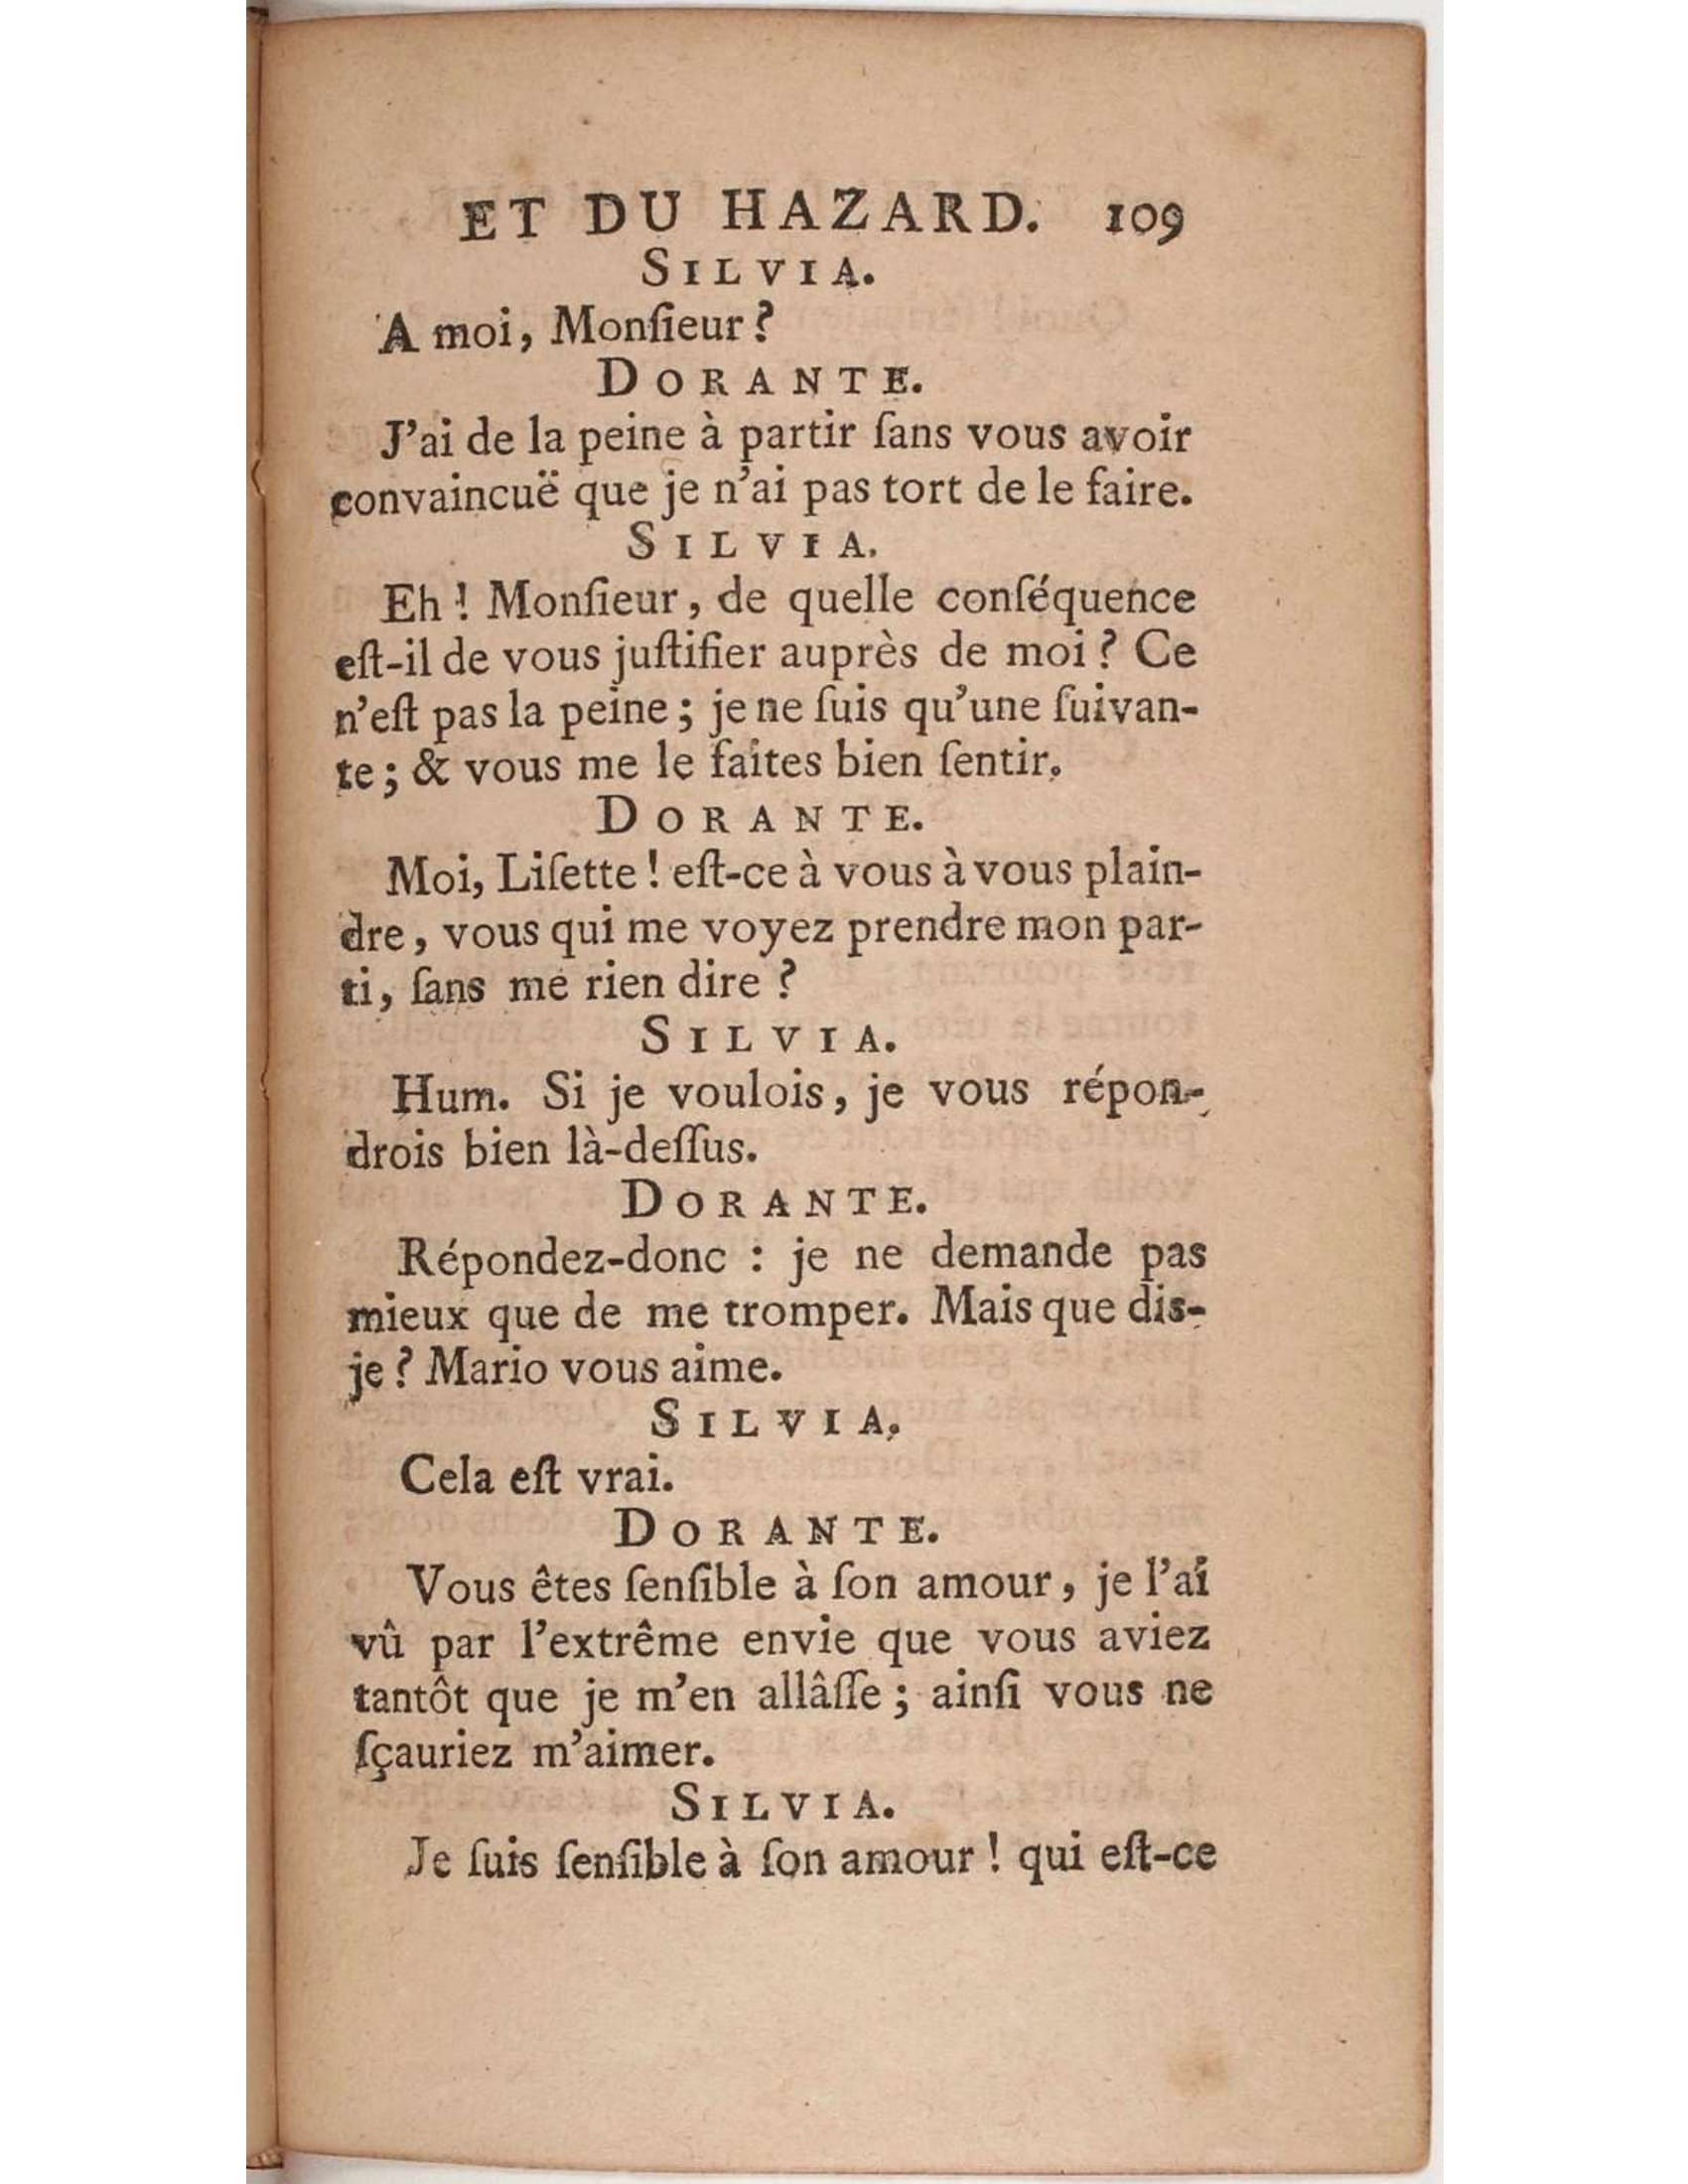 ET DU HAZARD. 109
SILVIA.
A moi, Monſieur ?
DORANTE.
J'ai de la peine à partir ſans vous avoir
convaincuë que je n'ai pas tort de le faire.
SILVIA.
Eh ! Monſieur, de quelle conſéquence
eſt-il de vous juſtifier auprès de moi ? Ce
n'eſt pas la peine ; je ne ſuis qu'une ſuivan-
te ; & vous me le faites bien ſentir.
DORANTE.
Moi, Liſette ! eſt-ce à vous à vous plain-
dre, vous qui me voyez prendre mon par-
ti, ſans me rien dire ?
SILVIA.
Hum. Si je voulois, je vous répon-
drois bien là-deſſus.
DORANTE.
Répondez-donc : je ne demande pas
mieux que de me tromper. Mais que dis-
je ? Mario vous aime.
SILVIA.
Cela eſt vrai.
DORANTE.
Vous êtes ſenſible à ſon amour, je l'ai
vû par l'extrême envie que vous aviez
tantôt que je m'en allâſſe ; ainſi vous ne
ſçauriez m'aimer.
SILVIA.
Je ſuis ſenſible à ſon amour ! qui eſt-ce